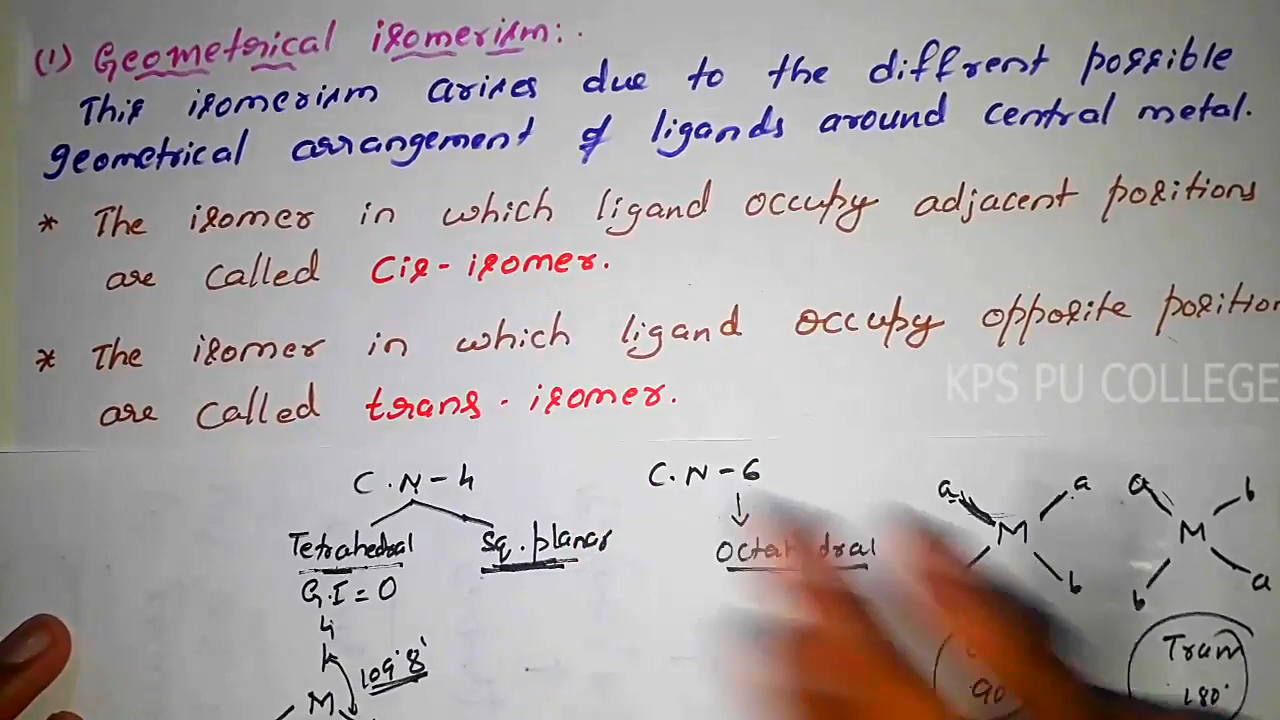 (1) Geometrical isomerism:.
This isomerism arises due to the diffrent possible
geometrical arrangement of ligands around central metal.
* The isomer in which ligand occupy adjacent positions
are called Cis-isomer.
* The isomer in which ligand occupy opposite position
are called trans-isomer.
KPS PU COLLEGE
C.N-4
C.N-6
Tetrahedral
Sq.planar
Octahedral
G.I=0
109°8'
M
a a
M
b
a b
M
b a
90
Trans
180°